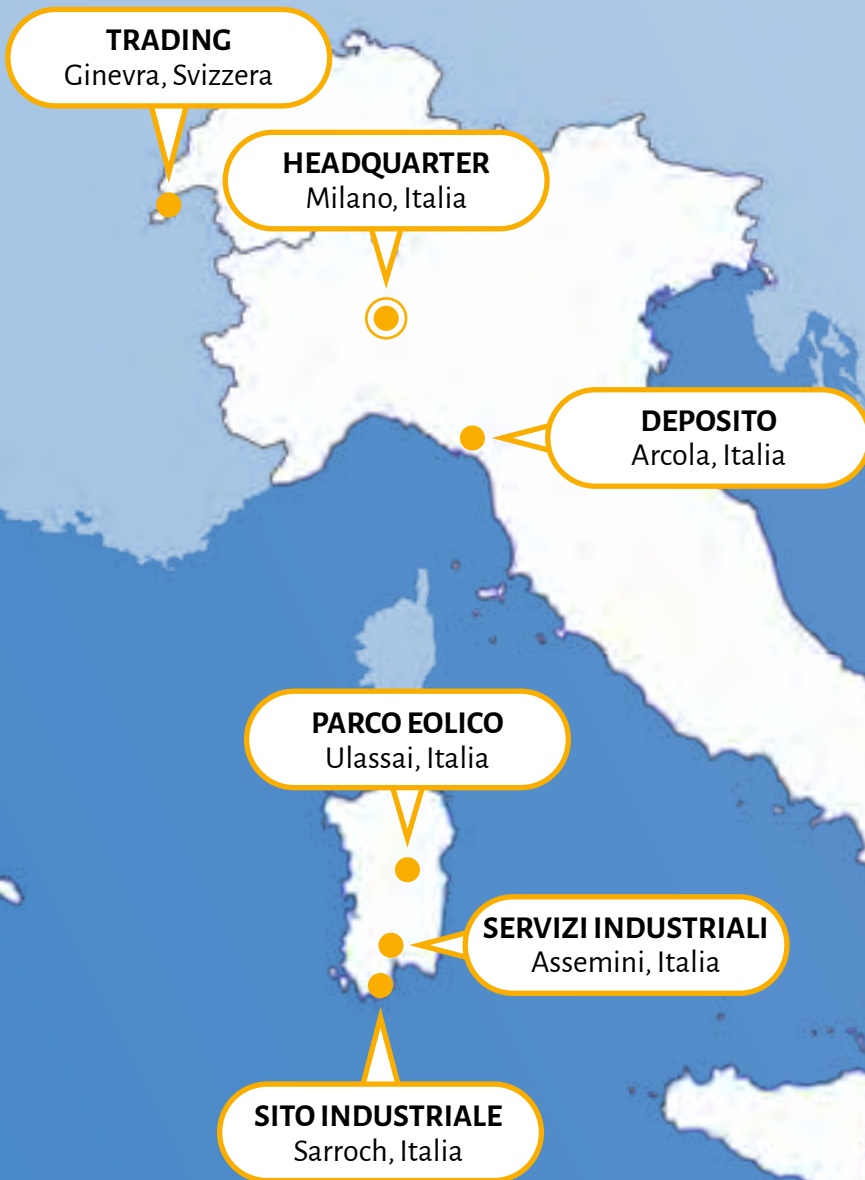 TRADING
Ginevra, Svizzera
HEADQUARTER
Milano, Italia
DEPOSITO
Arcola, Italia
PARCO EOLICO
Ulassai, Italia
SERVIZI INDUSTRIALI
Assemini, Italia
SITO INDUSTRIALE
Sarroch, Italia